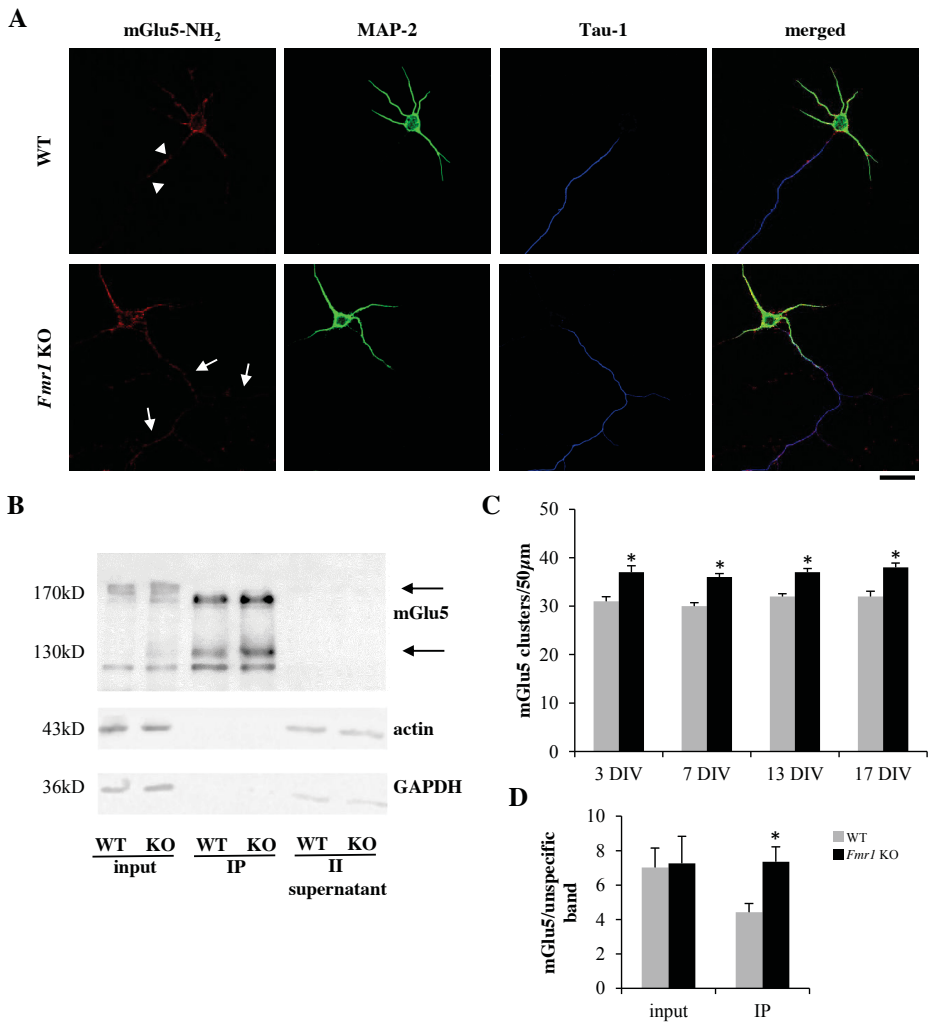 A
mGlu5-NH2 MAP-2 Tau-1 merged
WT
Fmr1 KO
B
170kD
mGlu5
130kD
43kD actin
36kD GAPDH
WT KO WT KO WT KO
input IP II
supernatant
C
mGlu5 clusters/50µm
50
40
30
20
10
0
* * * *
3 DIV 7 DIV 13 DIV 17 DIV
D
mGlu5/unspecific
band
10
8
6
4
2
0
*
input IP
WT
Fmr1 KO